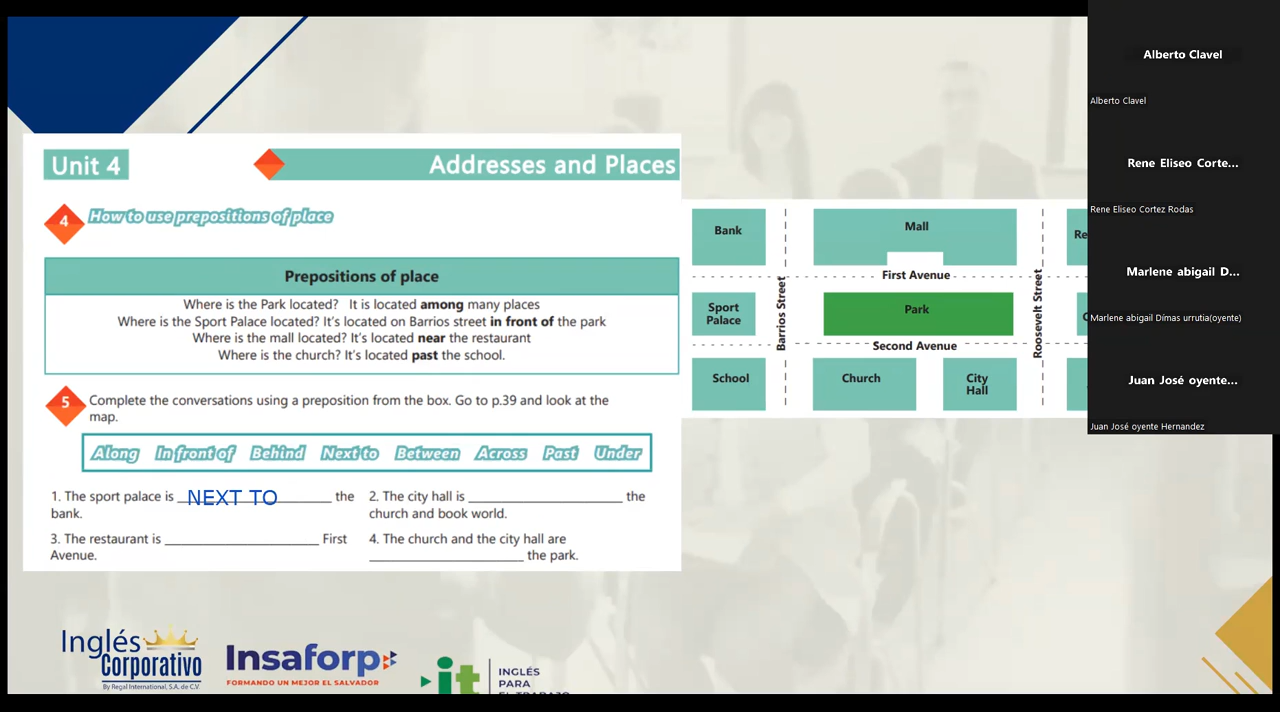 Unit 4
Addresses and Places
4
How to use prepositions of place
Prepositions of place
Where is the Park located? It is located among many places
Where is the Sport Palace located? It's located on Barrios street in front of the park
Where is the mall located? It's located near the restaurant
Where is the church? It's located past the school.
5
Complete the conversations using a preposition from the box. Go to p.39 and look at the
map.
Along In front of Behind Next to Between Across Past Under
1. The sport palace is NEXT TO the
bank.
2. The city hall is ____________________ the
church and book world.
3. The restaurant is ____________________ First
Avenue.
4. The church and the city hall are
____________________ the park.
Bank
Mall
Re
First Avenue
Sport
Palace
Barrios Street
Park
Roosevelt Street
Second Avenue
School
Church
City
Hall
Alberto Clavel
Alberto Clavel
Rene Eliseo Corte...
Rene Eliseo Cortez Rodas
Marlene abigail D...
Marlene abigail Dímas urrutia(oyente)
Juan José oyente...
Juan José oyente Hernandez
Inglés
Corporativo
By Regal International, S.A. de C.V.
Insaforp
FORMANDO UN MEJOR EL SALVADOR
it
INGLÉS
PARA
EL TRABAJO